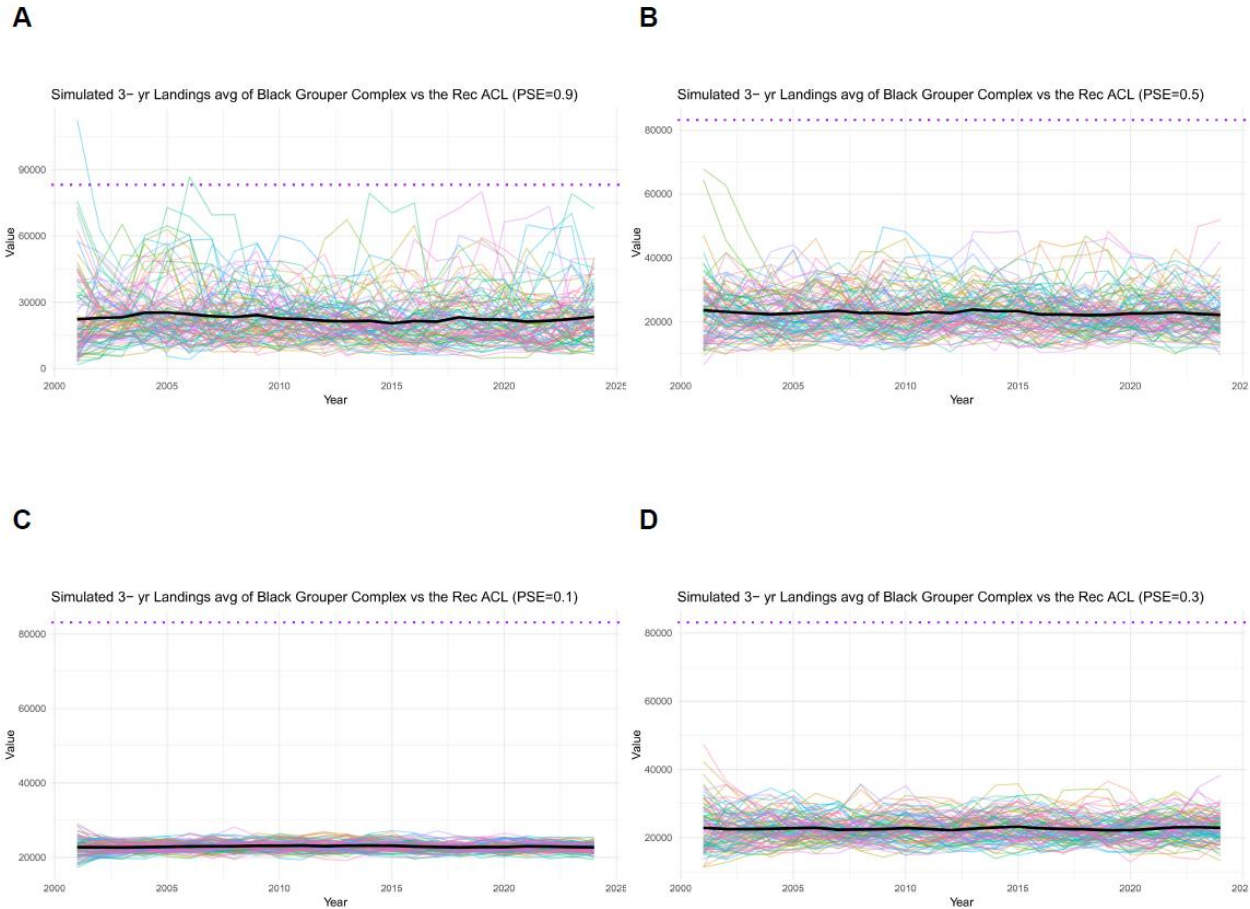 A
Simulated 3- yr Landings avg of Black Grouper Complex vs the Rec ACL (PSE=0.9)
90000
60000
30000
0
Value
2000
2005
2010
2015
2020
2025
Year
B
Simulated 3- yr Landings avg of Black Grouper Complex vs the Rec ACL (PSE=0.5)
80000
60000
40000
20000
Value
2000
2005
2010
2015
2020
202
Year
C
Simulated 3- yr Landings avg of Black Grouper Complex vs the Rec ACL (PSE=0.1)
80000
60000
40000
20000
Value
2000
2005
2010
2015
2020
2025
Year
D
Simulated 3- yr Landings avg of Black Grouper Complex vs the Rec ACL (PSE=0.3)
80000
60000
40000
20000
Value
2000
2005
2010
2015
2020
202
Year